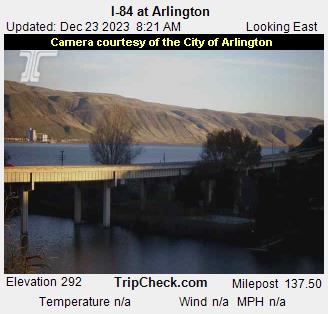 I-84 at Arlington
Updated: Dec 23 2023 8:21 AM Looking East
Camera courtesy of the City of Arlington
Elevation 292 TripCheck.com Milepost 137.50
Temperature n/a Wind n/a MPH n/a